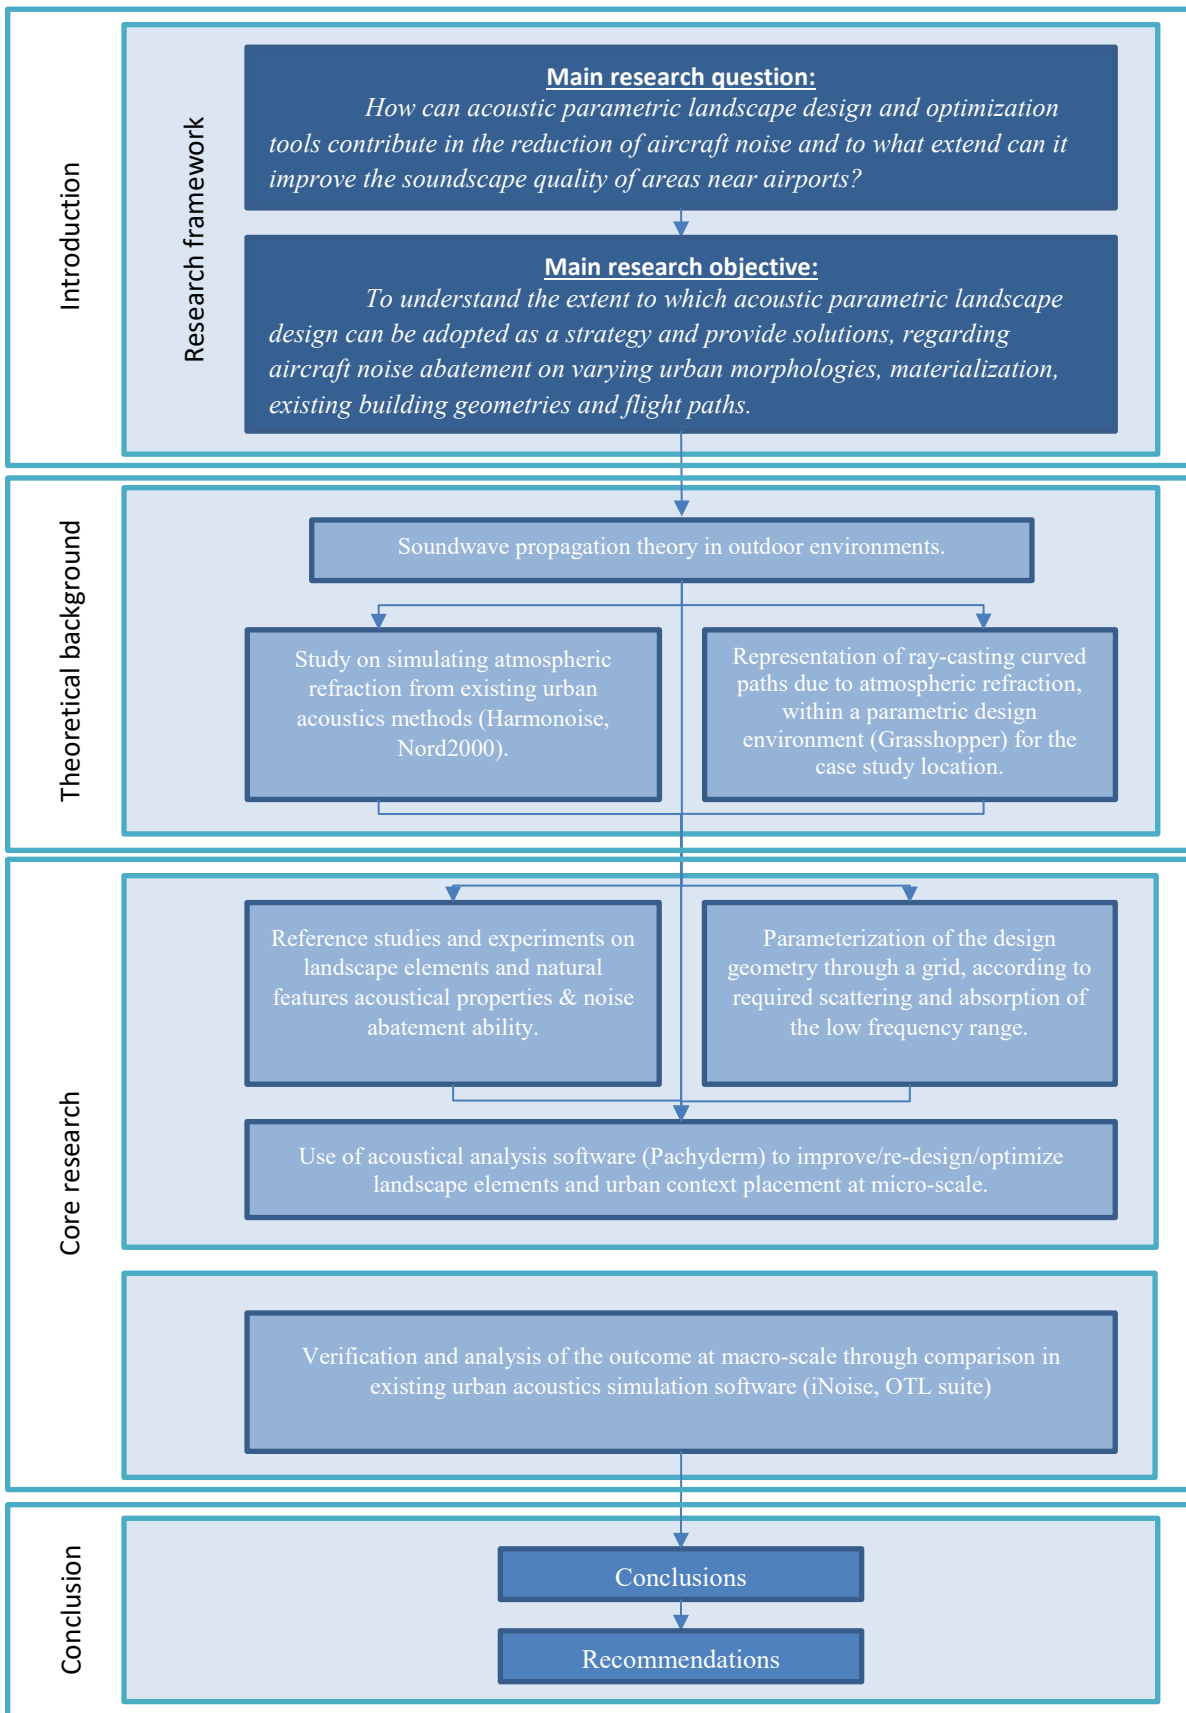 Introduction
Research framework
Main research question:
How can acoustic parametric landscape design and optimization
tools contribute in the reduction of aircraft noise and to what extend can it
improve the soundscape quality of areas near airports?
Main research objective:
To understand the extent to which acoustic parametric landscape
design can be adopted as a strategy and provide solutions, regarding
aircraft noise abatement on varying urban morphologies, materialization,
existing building geometries and flight paths.
Theoretical background
Soundwave propagation theory in outdoor environments.
Study on simulating atmospheric
refraction from existing urban
acoustics methods (Harmonoise,
Nord2000).
Representation of ray-casting curved
paths due to atmospheric refraction,
within a parametric design
environment (Grasshopper) for the
case study location.
Core research
Reference studies and experiments on
landscape elements and natural
features acoustical properties & noise
abatement ability.
Parameterization of the design
geometry through a grid, according to
required scattering and absorption of
the low frequency range.
Use of acoustical analysis software (Pachyderm) to improve/re-design/optimize
landscape elements and urban context placement at micro-scale.
Verification and analysis of the outcome at macro-scale through comparison in
existing urban acoustics simulation software (iNoise, OTL suite)
Conclusion
Conclusions
Recommendations